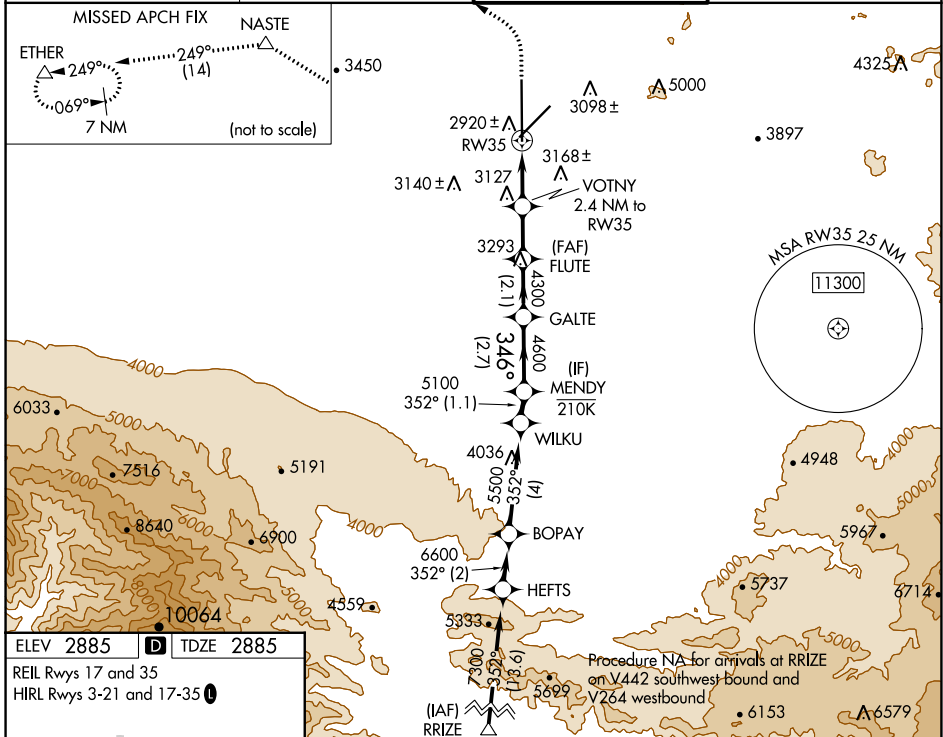 MISSED APCH FIX
NASTE
ETHER
249°
(14)
249°
069°
7 NM
(not to scale)
3450
4325
5000
3098 ±
2920 ±
RW35
3897
3168 ±
3140 ±
3127
VOTNY
2.4 NM to
RW35
3293
(FAF)
FLUTE
4300
(2.1)
MSA RW35 25 NM
11300
GALTE
346°
4600
(2.7)
(IF)
MENDY
210K
5100
352° (1.1)
WILKU
4000
5000
6033
7516
7000
6000
5191
4036
4948
4000
5000
5500
352°
(4)
8640
6900
4000
BOPAY
5967
6600
352° (2)
HEFTS
4000
5737
6714
4559
10064
5333
7300
352°
(13.6)
5699
Procedure NA for arrivals at RRIZE
on V442 southwest bound and
V264 westbound
(IAF)
RRIZE
6153
6579
5000
ELEV 2885
D
TDZE 2885
REIL Rwys 17 and 35
HIRL Rwys 3-21 and 17-35 L